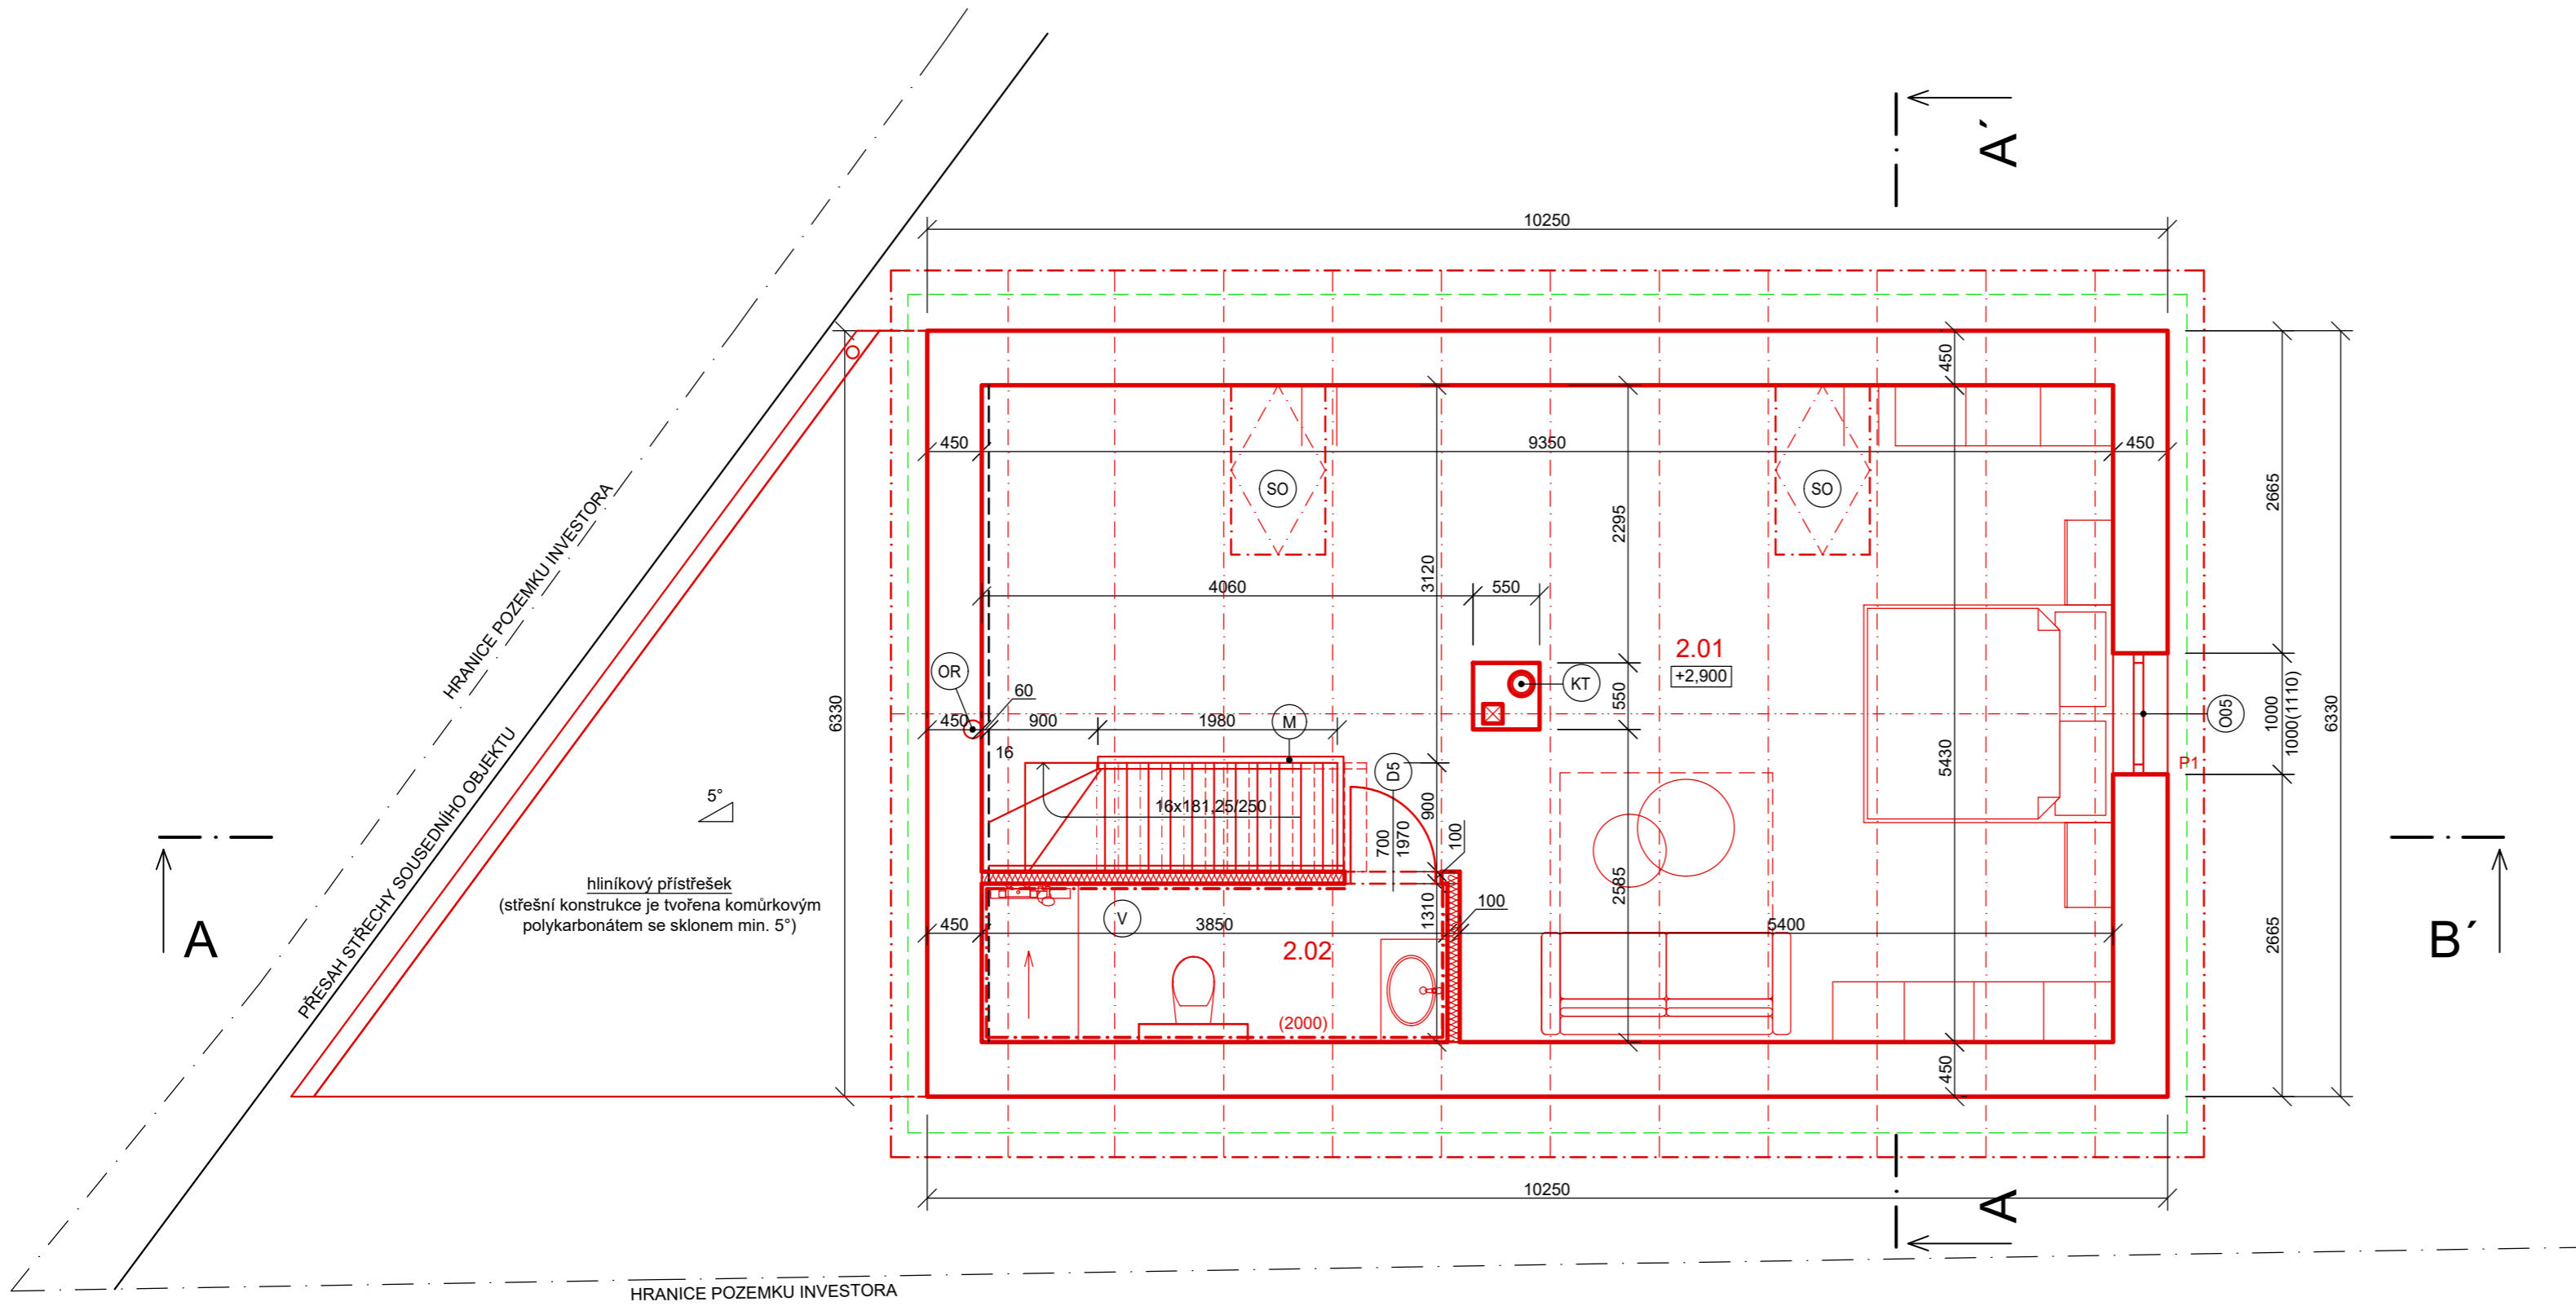 A´
10250
HRANICE POZEMKU INVESTORA
PŘESAH STŘECHY SOUSEDNÍHO OBJEKTU
450
450
9350
450
SO
SO
2665
2295
3120
4060
550
6330
OR
60
450
900
1980
M
16
KT
2.01
+2,900
550
5430
O05
1000
1000(1110)
6330
P1
D5
16x181,25/250
700
1970
900
100
5°
hliníkový přístřešek
(střešní konstrukce je tvořena komůrkovým
polykarbonátem se sklonem min. 5°)
A
B´
V
450
3850
1310
100
2585
5400
2665
2.02
(2000)
450
10250
A
HRANICE POZEMKU INVESTORA